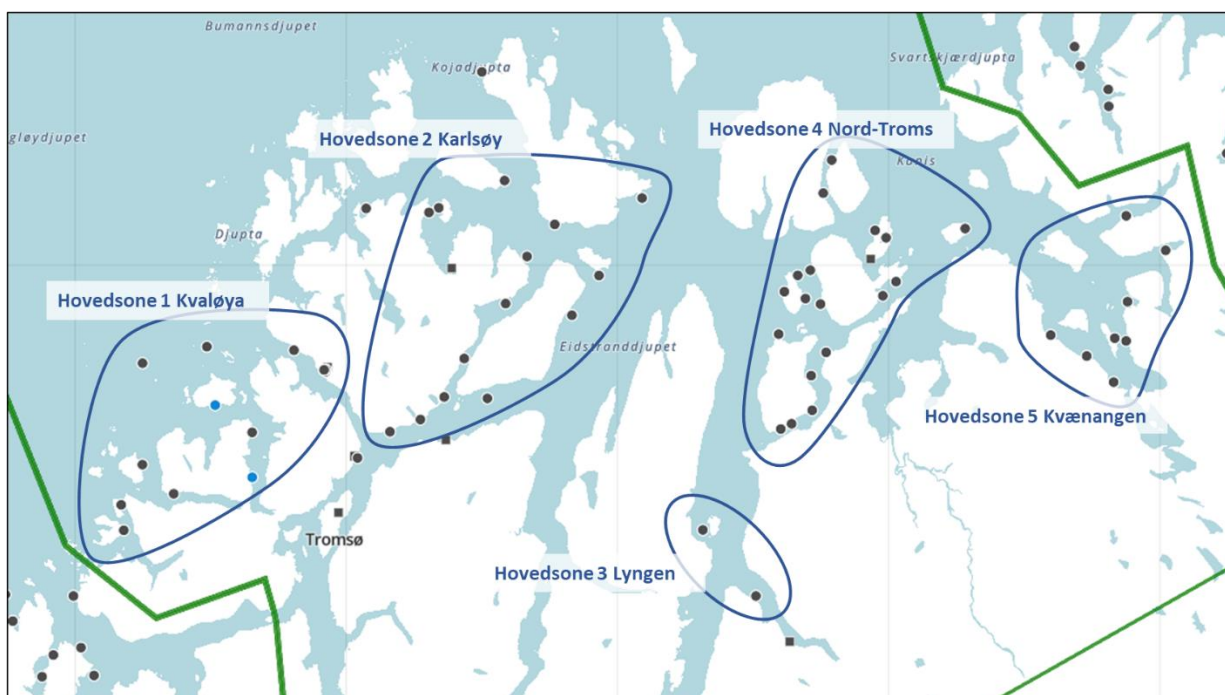 Bumannsdjupet
Kojadjupta
Svartskjærdjupta
gløydjupet
Hovedsone 2 Karlsøy
Hovedsone 4 Nord-Troms
Djupta
Hovedsone 1 Kvaløya
Eidstranddjupet
Hovedsone 5 Kvænangen
Tromsø
Hovedsone 3 Lyngen